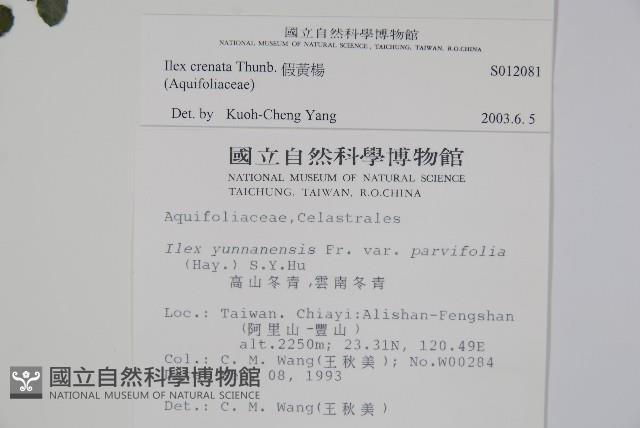 國立自然科學博物館
NATIONAL MUSEUM OF NATURAL SCIENCE, TAICHUNG, TAIWAN, R.O.CHINA
Ilex crenata Thunb. 假黃楊 S012081
(Aquifoliaceae)
Det. by Kuoh-Cheng Yang 2003.6.5
國立自然科學博物館
NATIONAL MUSEUM OF NATURAL SCIENCE
TAICHUNG, TAIWAN, R.O.CHINA
Aquifoliaceae,Celastrales
Ilex yunnanensis Fr. var. parvifolia
(Hay.) S.Y.Hu
高山冬青,雲南冬青
Loc.: Taiwan. Chiayi:Alishan-Fengshan
(阿里山-豐山)
alt.2250m; 23.31N, 120.49E
Col.: C. M. Wang(王秋美); No.W00284
08, 1993
Det.: C. M. Wang(王秋美)
國立自然科學博物館
NATIONAL MUSEUM OF NATURAL SCIENCE